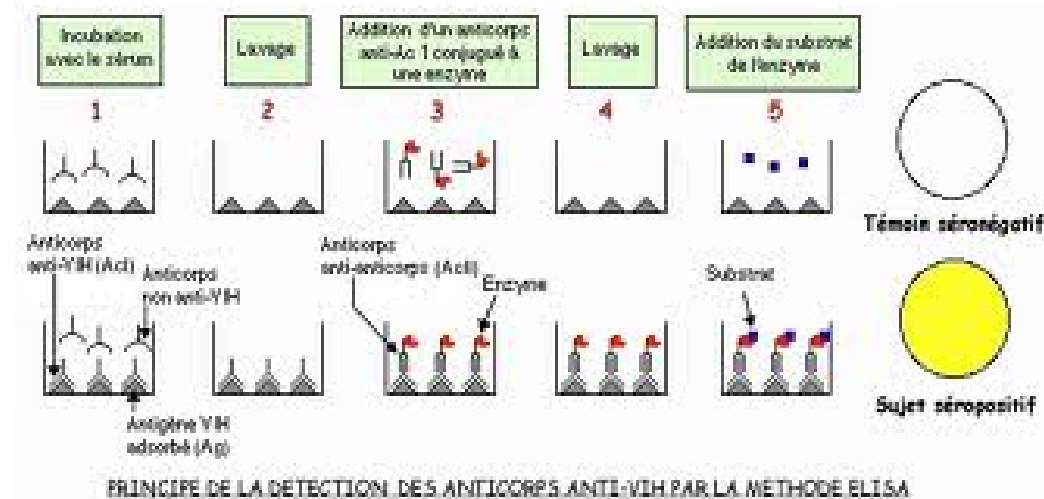 Incubation
avec le sérum
Lavage
Addition d'un anticorps
anti-Ac 1 conjugué à
une enzyme
Lavage
Addition du substrat
de l'enzyme
1
2
3
4
5
Témoin séronégatif
Anticorps
anti-VIH (AcI)
Anticorps
non anti-VIH
Anticorps
anti-anticorps (AcII)
Enzyme
Substrat
Antigène VIH
adsorbé (Ag)
Sujet séropositif
PRINCIPE DE LA DETECTION DES ANTICORPS ANTI-VIH PAR LA METHODE ELISA